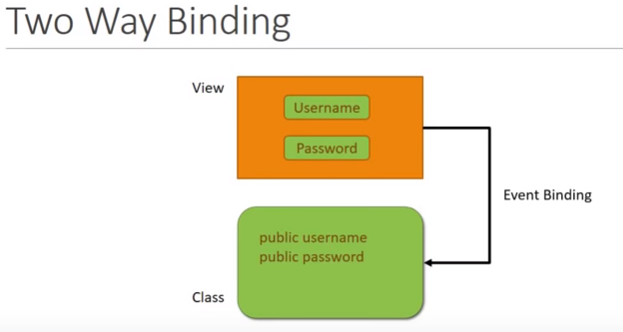 Two Way Binding
View
Username
Password
Event Binding
public username
public password
Class